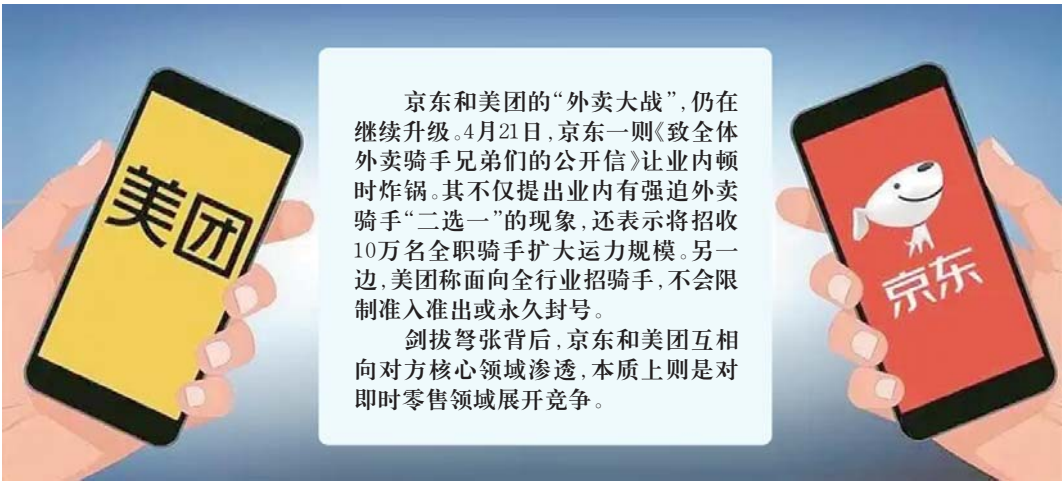 美团
京东和美团的“外卖大战”,仍在
继续升级。4月21日,京东一则《致全体
外卖骑手兄弟们的公开信》让业内顿
时炸锅。其不仅提出业内有强迫外卖
骑手“二选一”的现象,还表示将招收
10万名全职骑手扩大运力规模。另一
边,美团称面向全行业招骑手,不会限
制准入准出或永久封号。
剑拔弩张背后,京东和美团互相
向对方核心领域渗透,本质上则是对
即时零售领域展开竞争。
京东